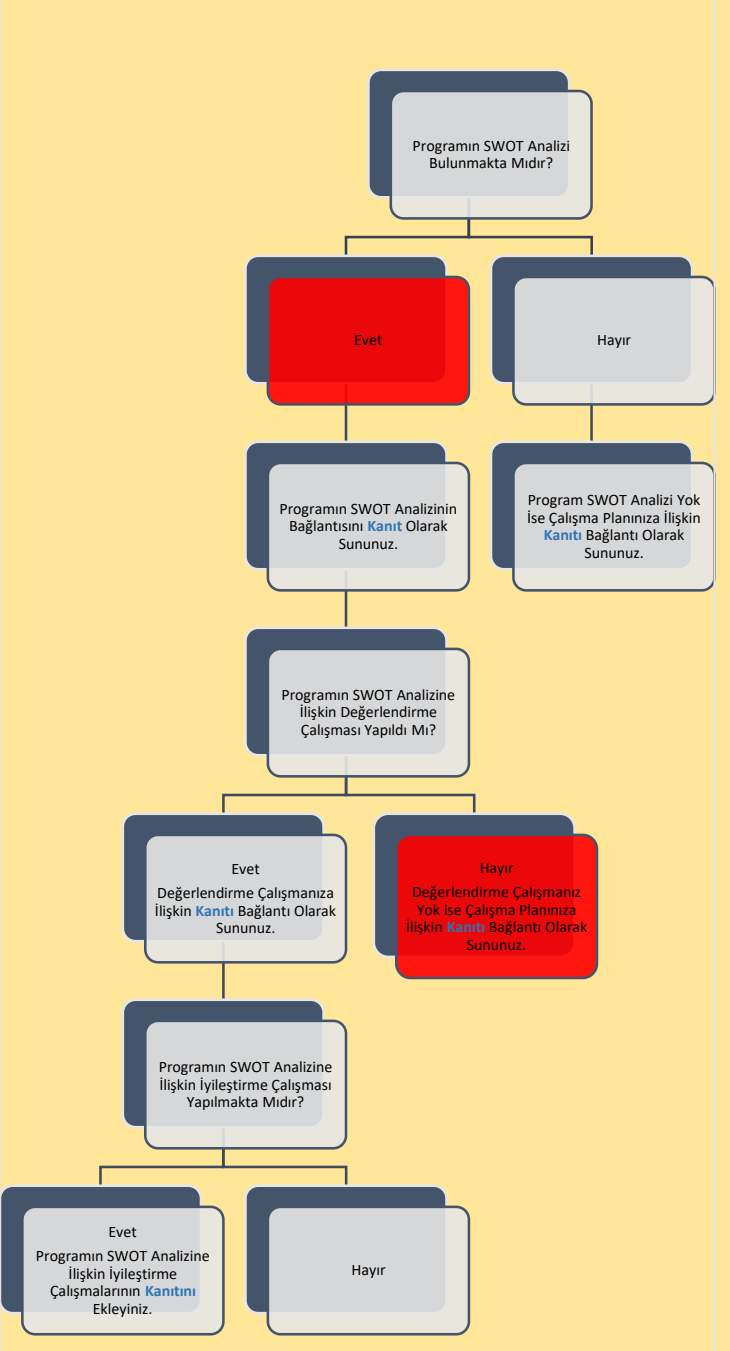 Programın SWOT Analizi
Bulunmakta Mıdır?
Evet
Hayır
Programın SWOT Analizinin
Bağlantısını Kanıt Olarak
Sununuz.
Program SWOT Analizi Yok
İse Çalışma Planınıza İlişkin
Kanıtı Bağlantı Olarak
Sununuz.
Programın SWOT Analizine
İlişkin Değerlendirme
Çalışması Yapıldı Mı?
Evet
Değerlendirme Çalışmanıza
İlişkin Kanıtı Bağlantı Olarak
Sununuz.
Hayır
Değerlendirme Çalışmanız
Yok ise Çalışma Planınıza
İlişkin Kanıtı Bağlantı Olarak
Sununuz.
Programın SWOT Analizine
İlişkin İyileştirme Çalışması
Yapılmakta Mıdır?
Evet
Programın SWOT Analizine
İlişkin İyileştirme
Çalışmalarının Kanıtını
Ekleyiniz.
Hayır